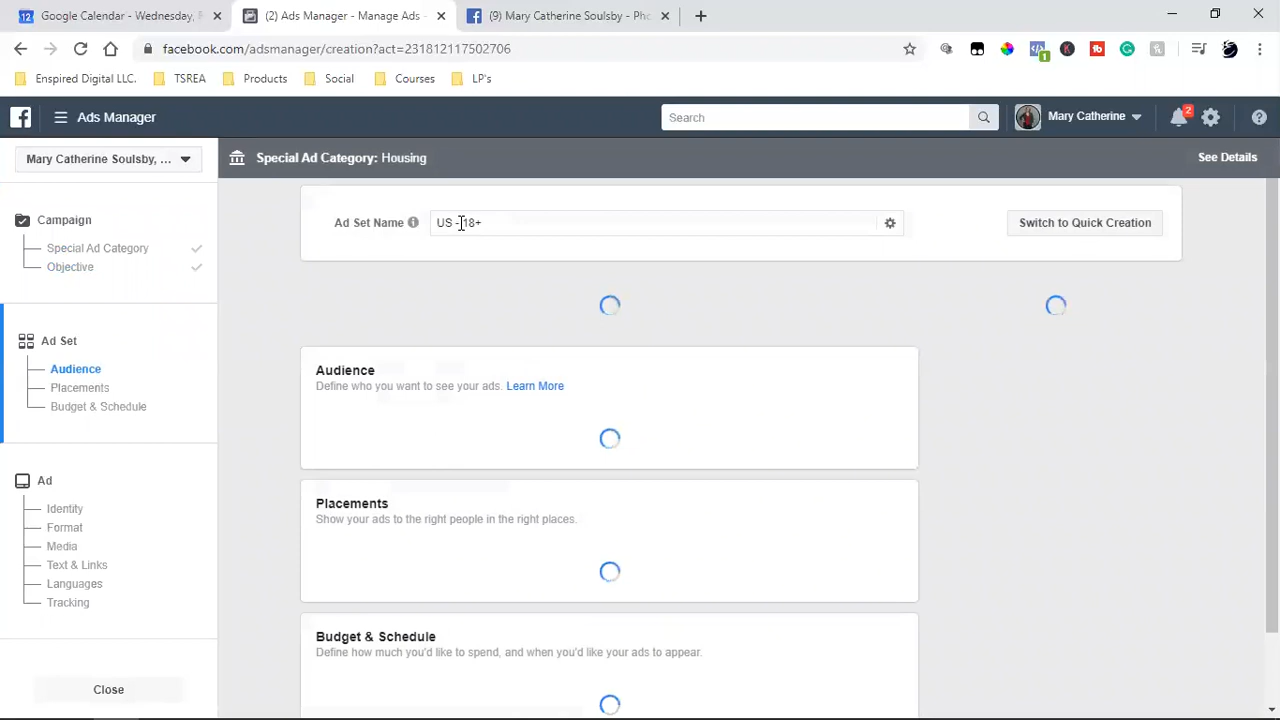 Google Calendar - Wednesday, F
(2) Ads Manager - Manage Ads -
(9) Mary Catherine Soulsby - Pho
facebook.com/adsmanager/creation?act=231812117502706
Enspired Digital LLC.
TSREA
Products
Social
Courses
LP's
Ads Manager
Search
Mary Catherine
2
Mary Catherine Soulsby, ...
Special Ad Category: Housing
See Details
Campaign
Special Ad Category
Objective
Ad Set Name
US - 18+
Switch to Quick Creation
Ad Set
Audience
Placements
Budget & Schedule
Audience
Define who you want to see your ads. Learn More
Ad
Identity
Format
Media
Text & Links
Languages
Tracking
Placements
Show your ads to the right people in the right places.
Budget & Schedule
Define how much you'd like to spend, and when you'd like your ads to appear.
Close